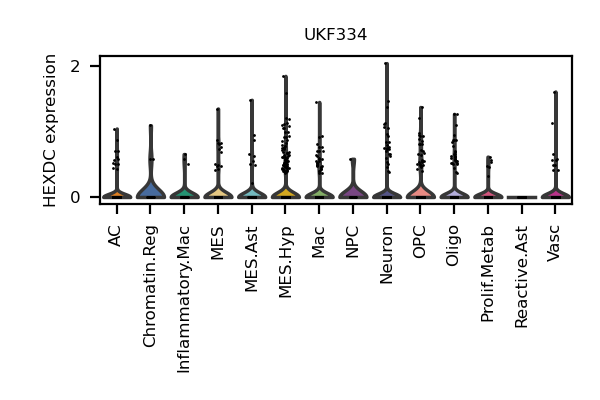 UKF334
HEXDC expression
2
0
AC
Chromatin.Reg
Inflammatory.Mac
MES
MES.Ast
MES.Hyp
Mac
NPC
Neuron
OPC
Oligo
Prolif.Metab
Reactive.Ast
Vasc